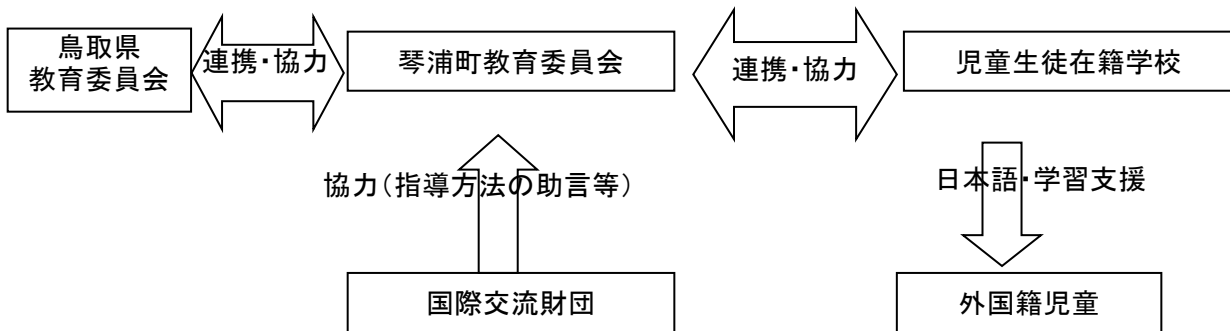 鳥取県
教育委員会
連携・協力
琴浦町教育委員会
連携・協力
児童生徒在籍学校
協力（指導方法の助言等）
日本語・学習支援
国際交流財団
外国籍児童